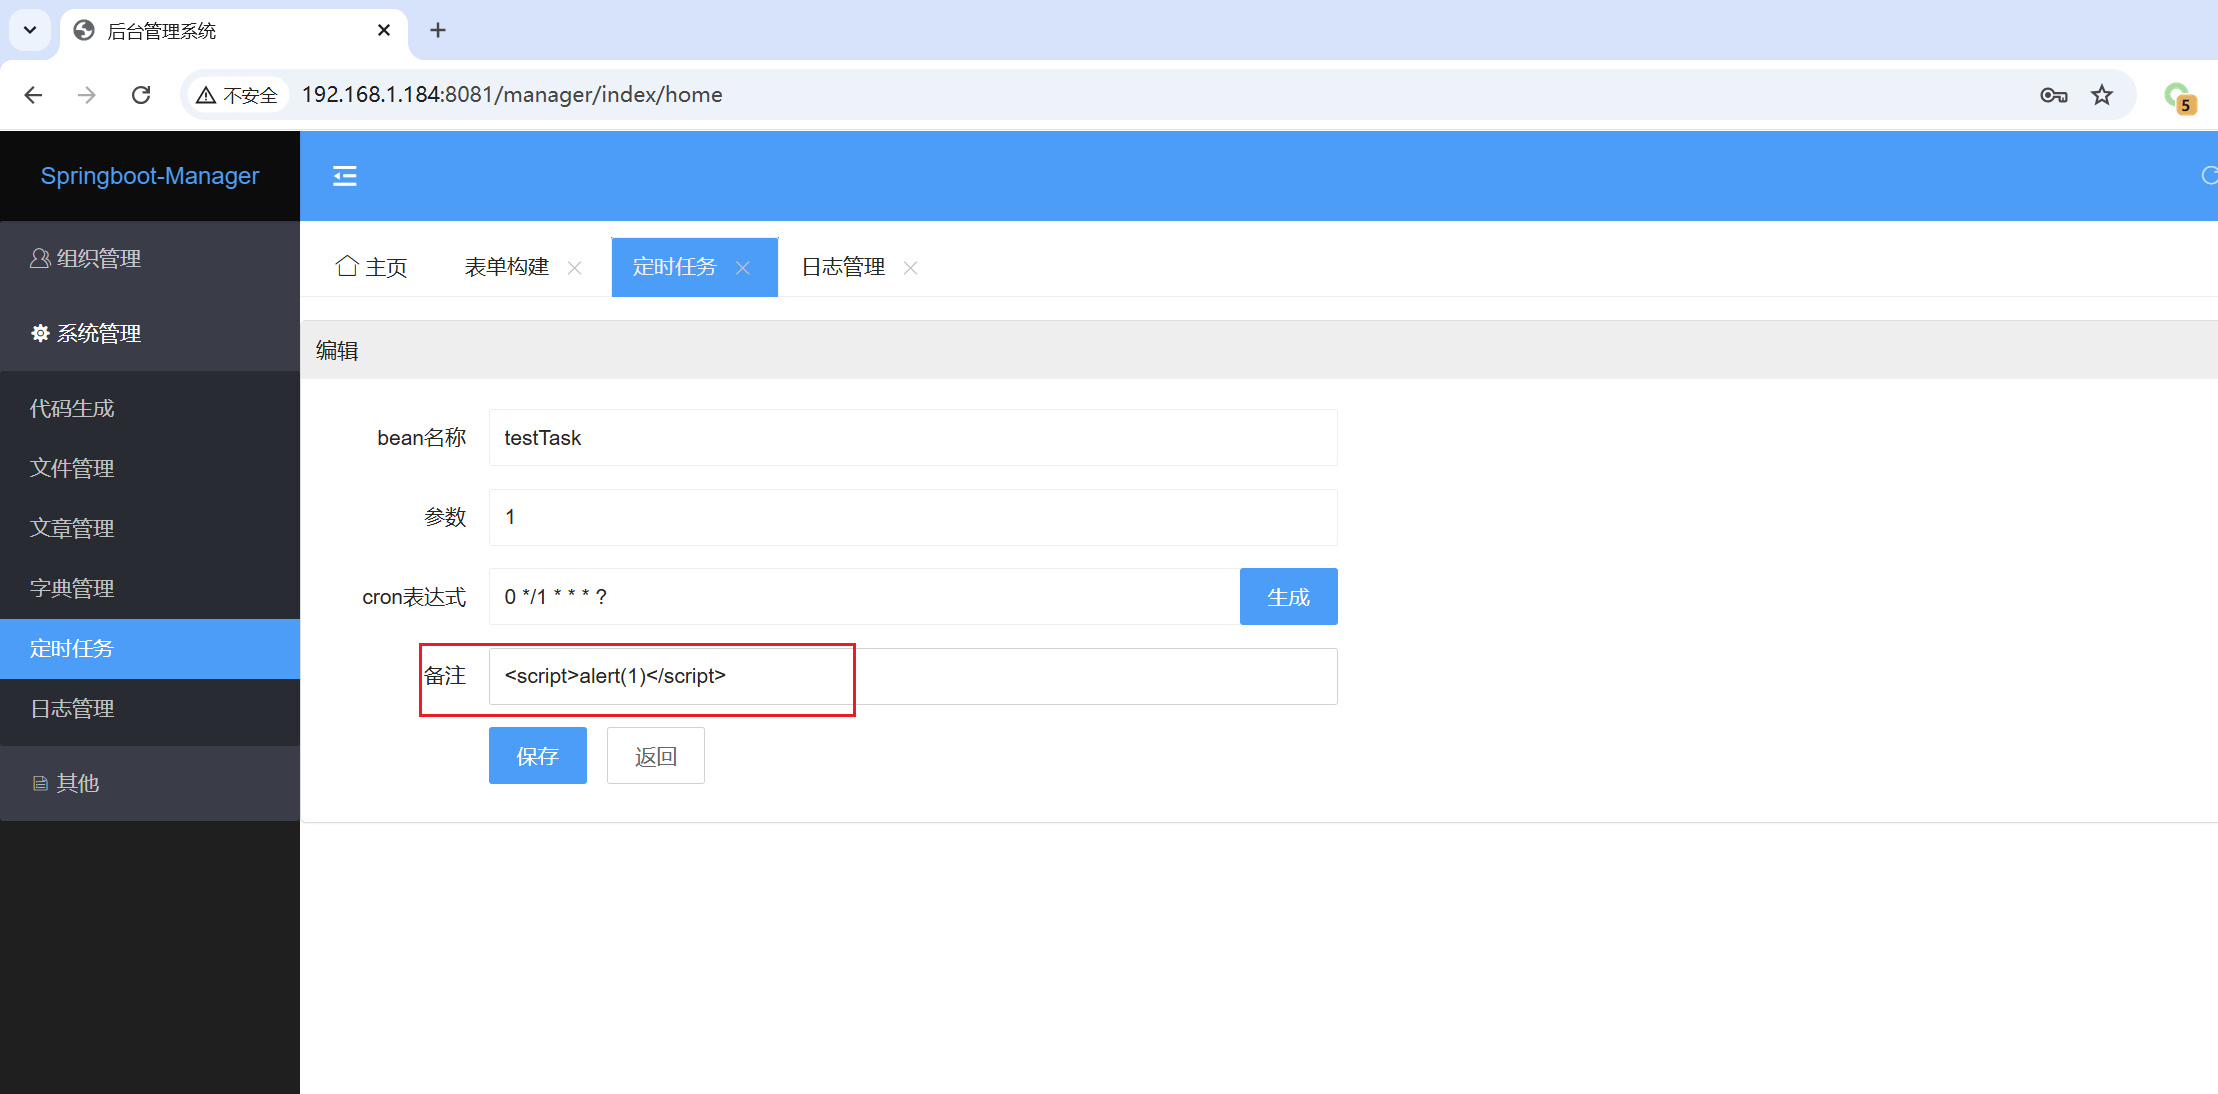 后台管理系统
不安全 192.168.1.184:8081/manager/index/home
5
Springboot-Manager
组织管理
系统管理
代码生成
文件管理
文章管理
字典管理
定时任务
日志管理
其他
主页 表单构建 定时任务 日志管理
编辑
bean名称 testTask
参数 1
cron表达式 0 */1 * * * ? 生成
备注 <script>alert(1)</script>
保存 返回